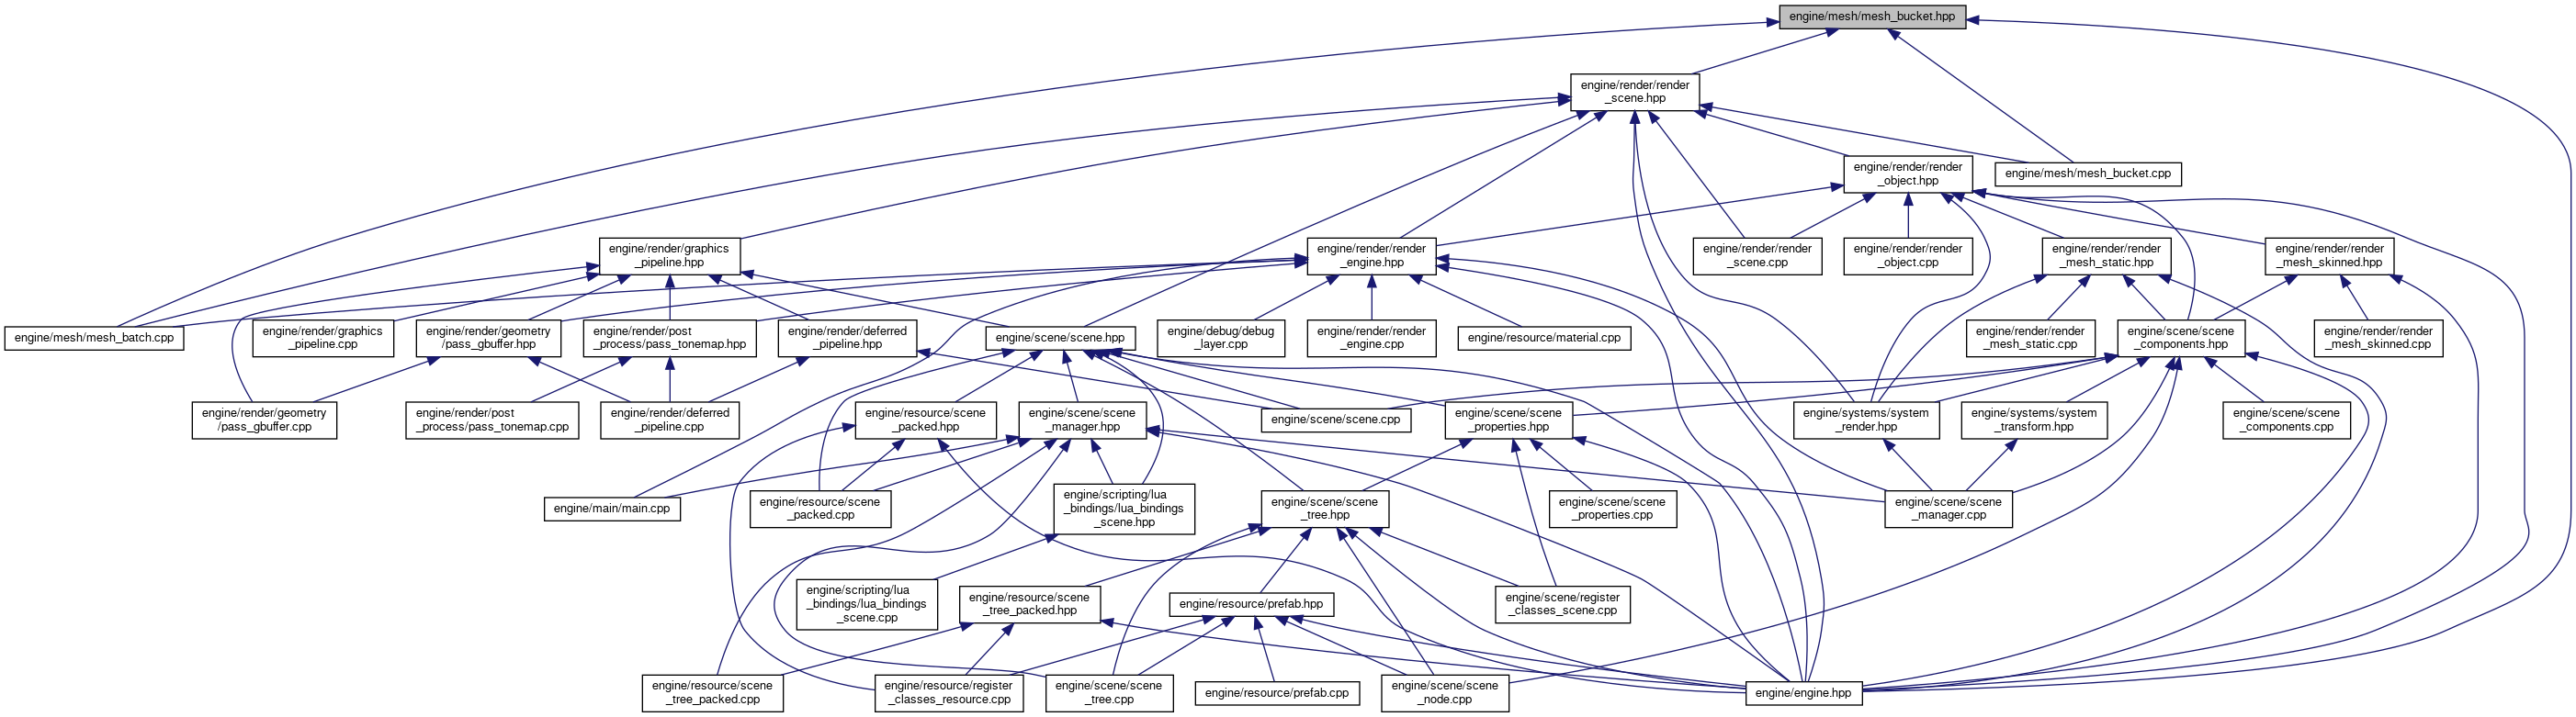 engine/mesh/mesh_bucket.hpp
engine/render/render
_scene.hpp
engine/render/render
_object.hpp
engine/mesh/mesh_bucket.cpp
engine/render/graphics
_pipeline.hpp
engine/render/render
_engine.hpp
engine/render/render
_scene.cpp
engine/render/render
_object.cpp
engine/render/render
_mesh_static.hpp
engine/render/render
_mesh_skinned.hpp
engine/mesh/mesh_batch.cpp
engine/render/graphics
_pipeline.cpp
engine/render/geometry
/pass_gbuffer.hpp
engine/render/post
_process/pass_tonemap.hpp
engine/render/deferred
_pipeline.hpp
engine/scene/scene.hpp
engine/debug/debug
_layer.cpp
engine/render/render
_engine.cpp
engine/resource/material.cpp
engine/render/render
_mesh_static.cpp
engine/scene/scene
_components.hpp
engine/render/render
_mesh_skinned.cpp
engine/render/geometry
/pass_gbuffer.cpp
engine/render/post
_process/pass_tonemap.cpp
engine/render/deferred
_pipeline.cpp
engine/resource/scene
_packed.hpp
engine/scene/scene
_manager.hpp
engine/scene/scene.cpp
engine/scene/scene
_properties.hpp
engine/systems/system
_render.hpp
engine/systems/system
_transform.hpp
engine/scene/scene
_components.cpp
engine/main/main.cpp
engine/resource/scene
_packed.cpp
engine/scripting/lua
_bindings/lua_bindings
_scene.hpp
engine/scene/scene
_tree.hpp
engine/scene/scene
_properties.cpp
engine/scene/scene
_manager.cpp
engine/scripting/lua
_bindings/lua_bindings
_scene.cpp
engine/resource/scene
_tree_packed.hpp
engine/resource/prefab.hpp
engine/scene/register
_classes_scene.cpp
engine/resource/scene
_tree_packed.cpp
engine/resource/register
_classes_resource.cpp
engine/scene/scene
_tree.cpp
engine/resource/prefab.cpp
engine/scene/scene
_node.cpp
engine/engine.hpp